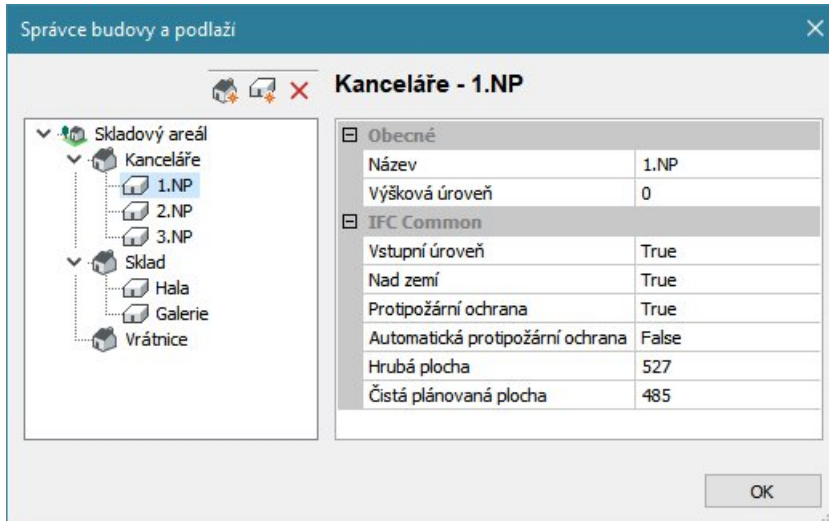 Správce budovy a podlaží
Kanceláře - 1.NP
Skladový areál
Kanceláře
1.NP
2.NP
3.NP
Sklad
Hala
Galerie
Vrátnice
Obecné
Název 1.NP
Výšková úroveň 0
IFC Common
Vstupní úroveň True
Nad zemí True
Protipožární ochrana True
Automatická protipožární ochrana False
Hrubá plocha 527
Čistá plánovaná plocha 485
OK